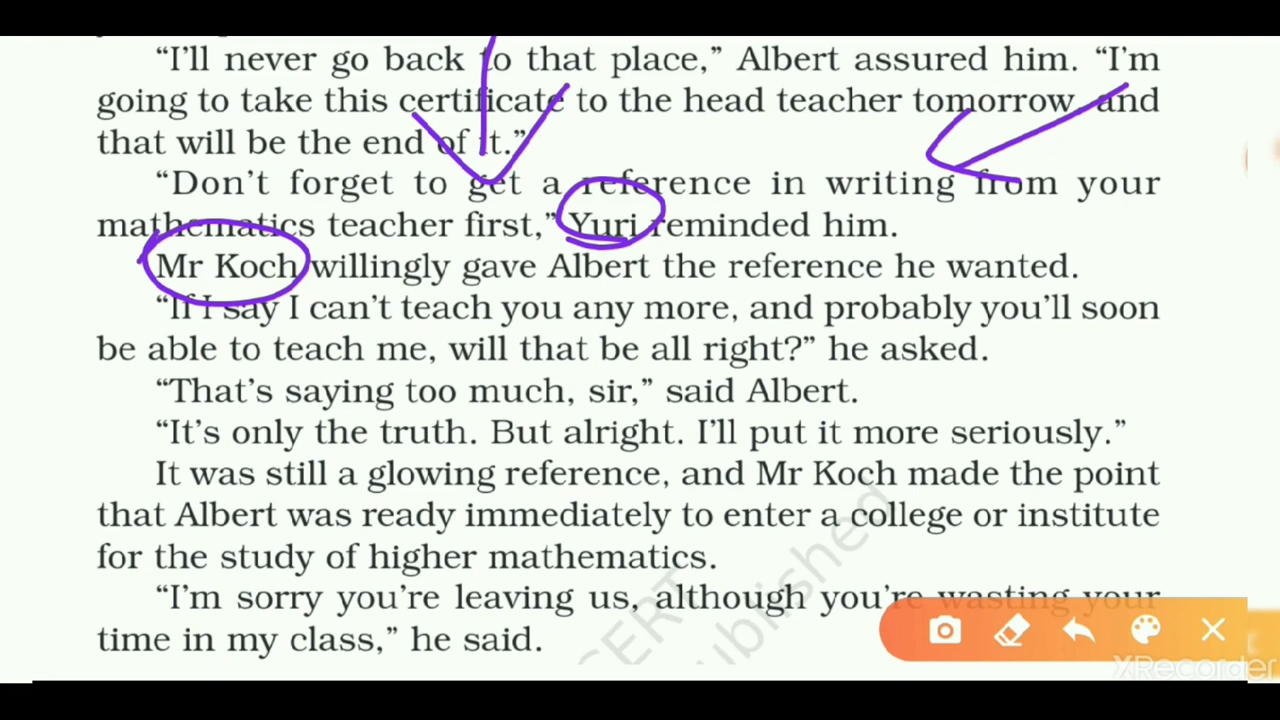 “I’ll never go back to that place,” Albert assured him. “I’m
going to take this certificate to the head teacher tomorrow, and
that will be the end of it.”
“Don’t forget to get a reference in writing from your
mathematics teacher first,” Yuri reminded him.
Mr Koch willingly gave Albert the reference he wanted.
“If I say I can’t teach you any more, and probably you’ll soon
be able to teach me, will that be all right?” he asked.
“That’s saying too much, sir,” said Albert.
“It’s only the truth. But alright. I’ll put it more seriously.”
It was still a glowing reference, and Mr Koch made the point
that Albert was ready immediately to enter a college or institute
for the study of higher mathematics.
“I’m sorry you’re leaving us, although you’re wasting your
time in my class,” he said.
XRecorder